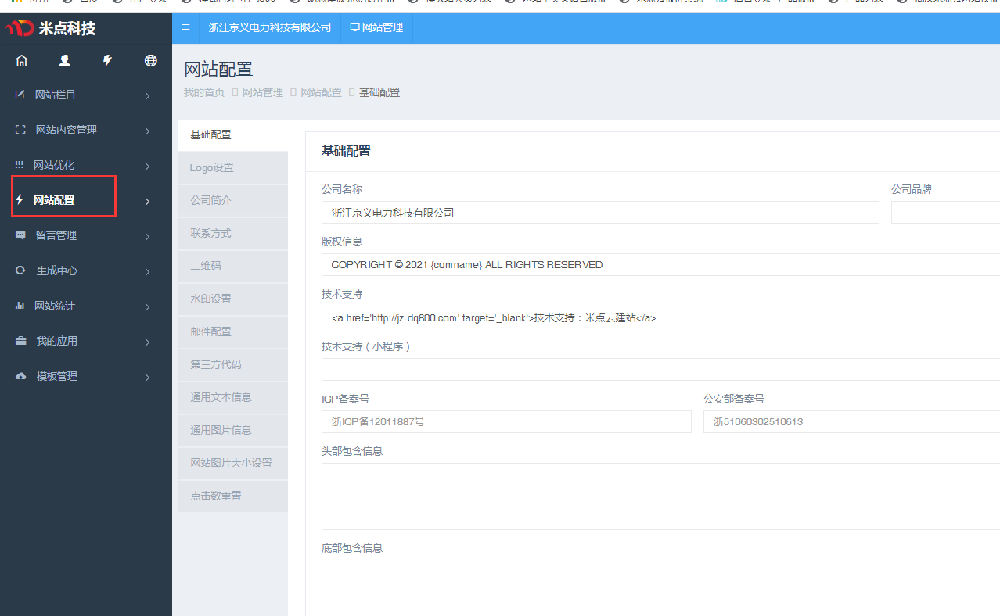 米点科技
浙江京义电力科技有限公司
网站管理
网站配置
我的首页 网站管理 网站配置 基础配置
网站栏目
网站内容管理
网站优化
网站配置
留言管理
生成中心
网站统计
我的应用
模板管理
基础配置
Logo设置
公司简介
联系方式
二维码
水印设置
邮件配置
第三方代码
通用文本信息
通用图片信息
网站图片大小设置
点击数重置
基础配置
公司名称
浙江京义电力科技有限公司
公司品牌
版权信息
COPYRIGHT © 2021 {comname} ALL RIGHTS RESERVED
技术支持
<a href='http://jz.dq800.com' target='_blank'>技术支持：米点云建站</a>
技术支持（小程序）
ICP备案号
浙ICP备12011887号
公安部备案号
浙51060302510613
头部包含信息
底部包含信息